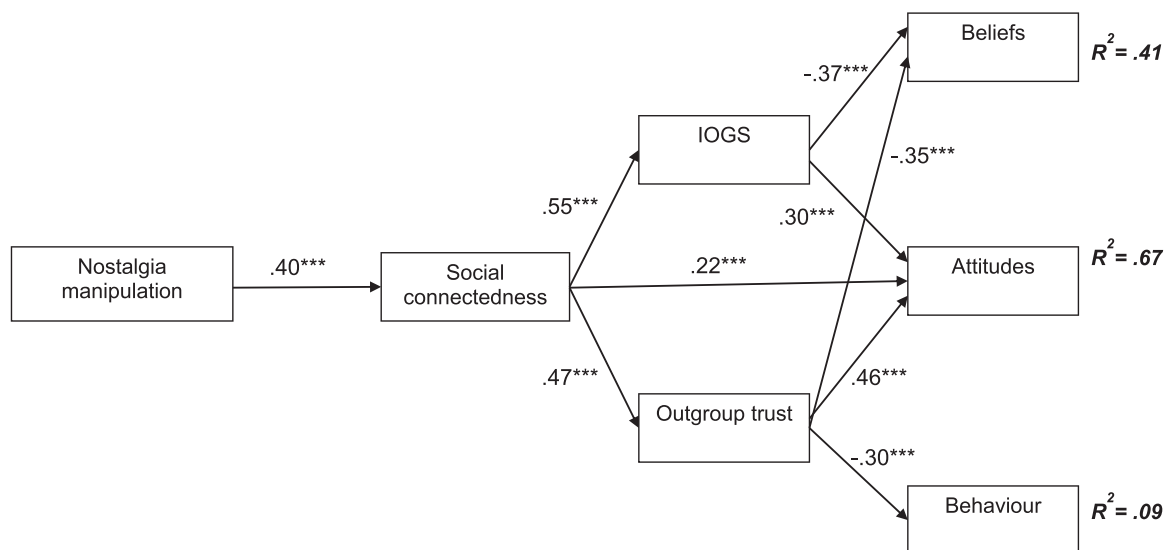 Beliefs
R² = .41
-.37***
IOGS
-.35***
.55***
.30***
Nostalgia
manipulation
.40***
Social
connectedness
.22***
Attitudes
R² = .67
.47***
.46***
Outgroup trust
-.30***
Behaviour
R² = .09